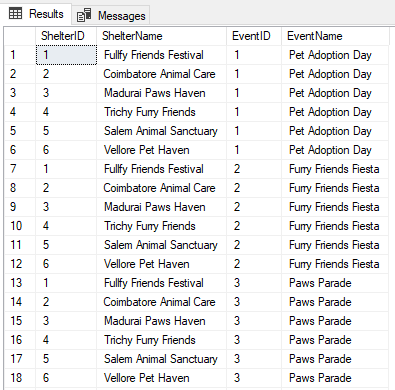 Results Messages
ShelterID ShelterName EventID EventName
1 1 Fullfy Friends Festival 1 Pet Adoption Day
2 2 Coimbatore Animal Care 1 Pet Adoption Day
3 3 Madurai Paws Haven 1 Pet Adoption Day
4 4 Trichy Furry Friends 1 Pet Adoption Day
5 5 Salem Animal Sanctuary 1 Pet Adoption Day
6 6 Vellore Pet Haven 1 Pet Adoption Day
7 1 Fullfy Friends Festival 2 Furry Friends Fiesta
8 2 Coimbatore Animal Care 2 Furry Friends Fiesta
9 3 Madurai Paws Haven 2 Furry Friends Fiesta
10 4 Trichy Furry Friends 2 Furry Friends Fiesta
11 5 Salem Animal Sanctuary 2 Furry Friends Fiesta
12 6 Vellore Pet Haven 2 Furry Friends Fiesta
13 1 Fullfy Friends Festival 3 Paws Parade
14 2 Coimbatore Animal Care 3 Paws Parade
15 3 Madurai Paws Haven 3 Paws Parade
16 4 Trichy Furry Friends 3 Paws Parade
17 5 Salem Animal Sanctuary 3 Paws Parade
18 6 Vellore Pet Haven 3 Paws Parade